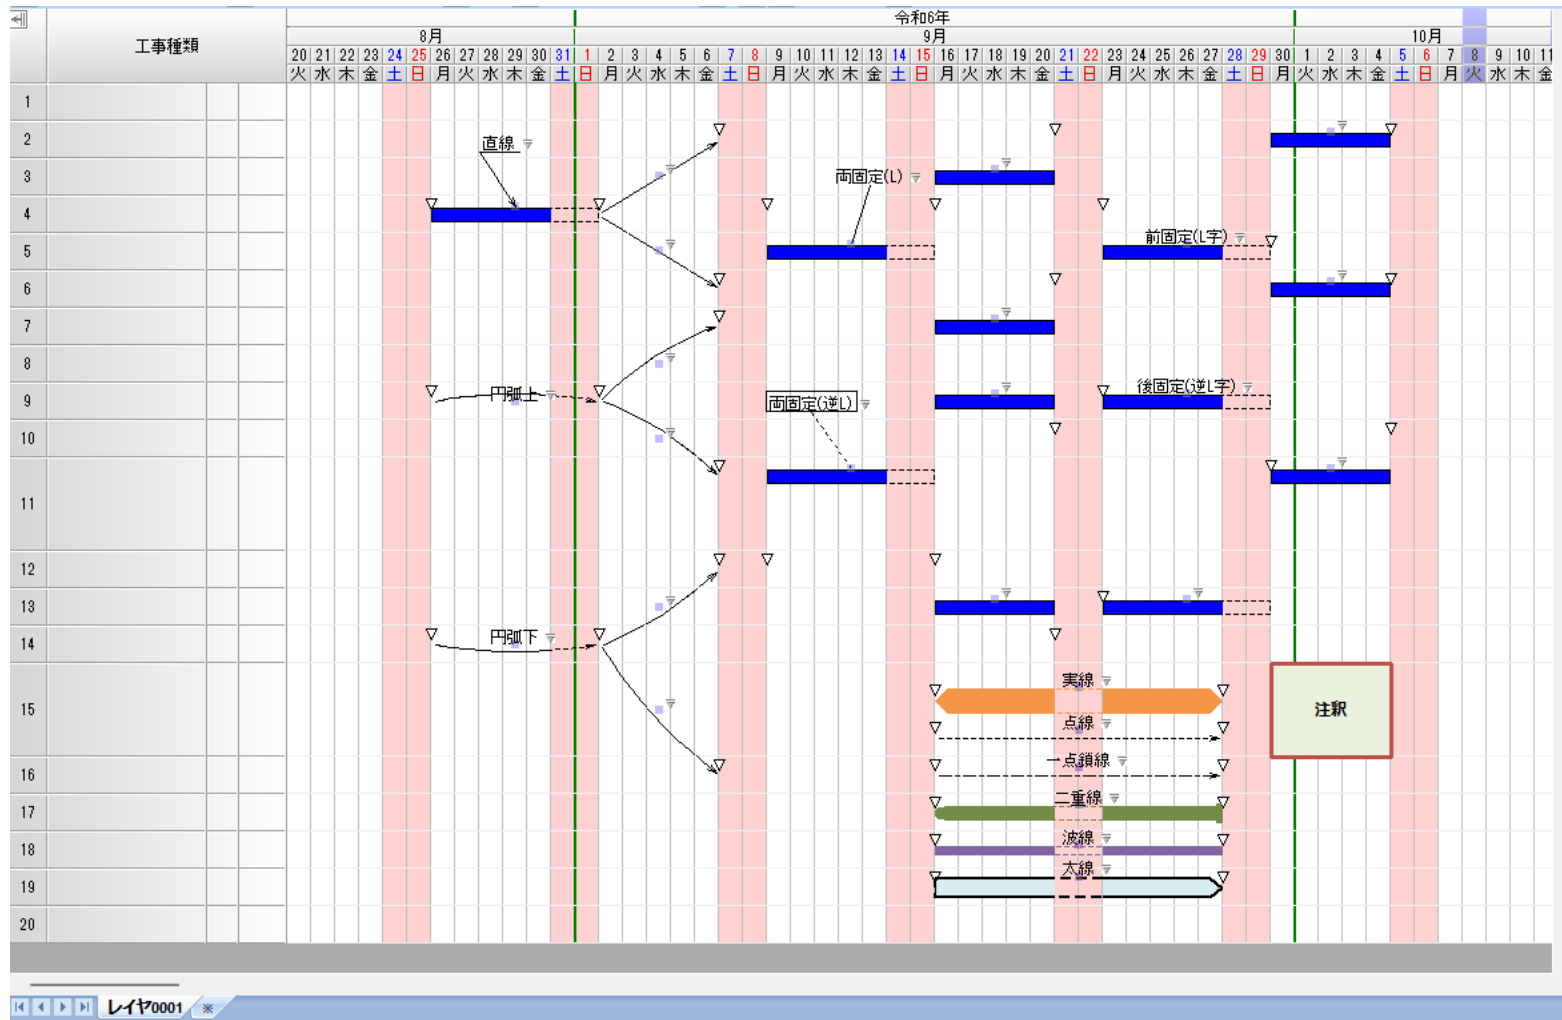 令和6年
工事種類
8月 9月 10月
20 21 22 23 24 25 26 27 28 29 30 31 1 2 3 4 5 6 7 8 9 10 11 12 13 14 15 16 17 18 19 20 21 22 23 24 25 26 27 28 29 30 1 2 3 4 5 6 7 8 9 10 11
火 水 木 金 土 日 月 火 水 木 金 土 日 月 火 水 木 金 土 日 月 火 水 木 金 土 日 月 火 水 木 金 土 日 月 火 水 木 金 土 日 月 火 水 木 金 土 日 月 火 水 木 金
1
2 直線
3 両固定(L)
4
5 前固定(L字)
6
7
8
9 円弧上 両固定(逆L) 後固定(逆L字)
10
11
12
13
14 円弧下
実線
15 注釈
点線
一点鎖線
16
17 二重線
18 波線
太線
19
20
レイヤ0001 ※